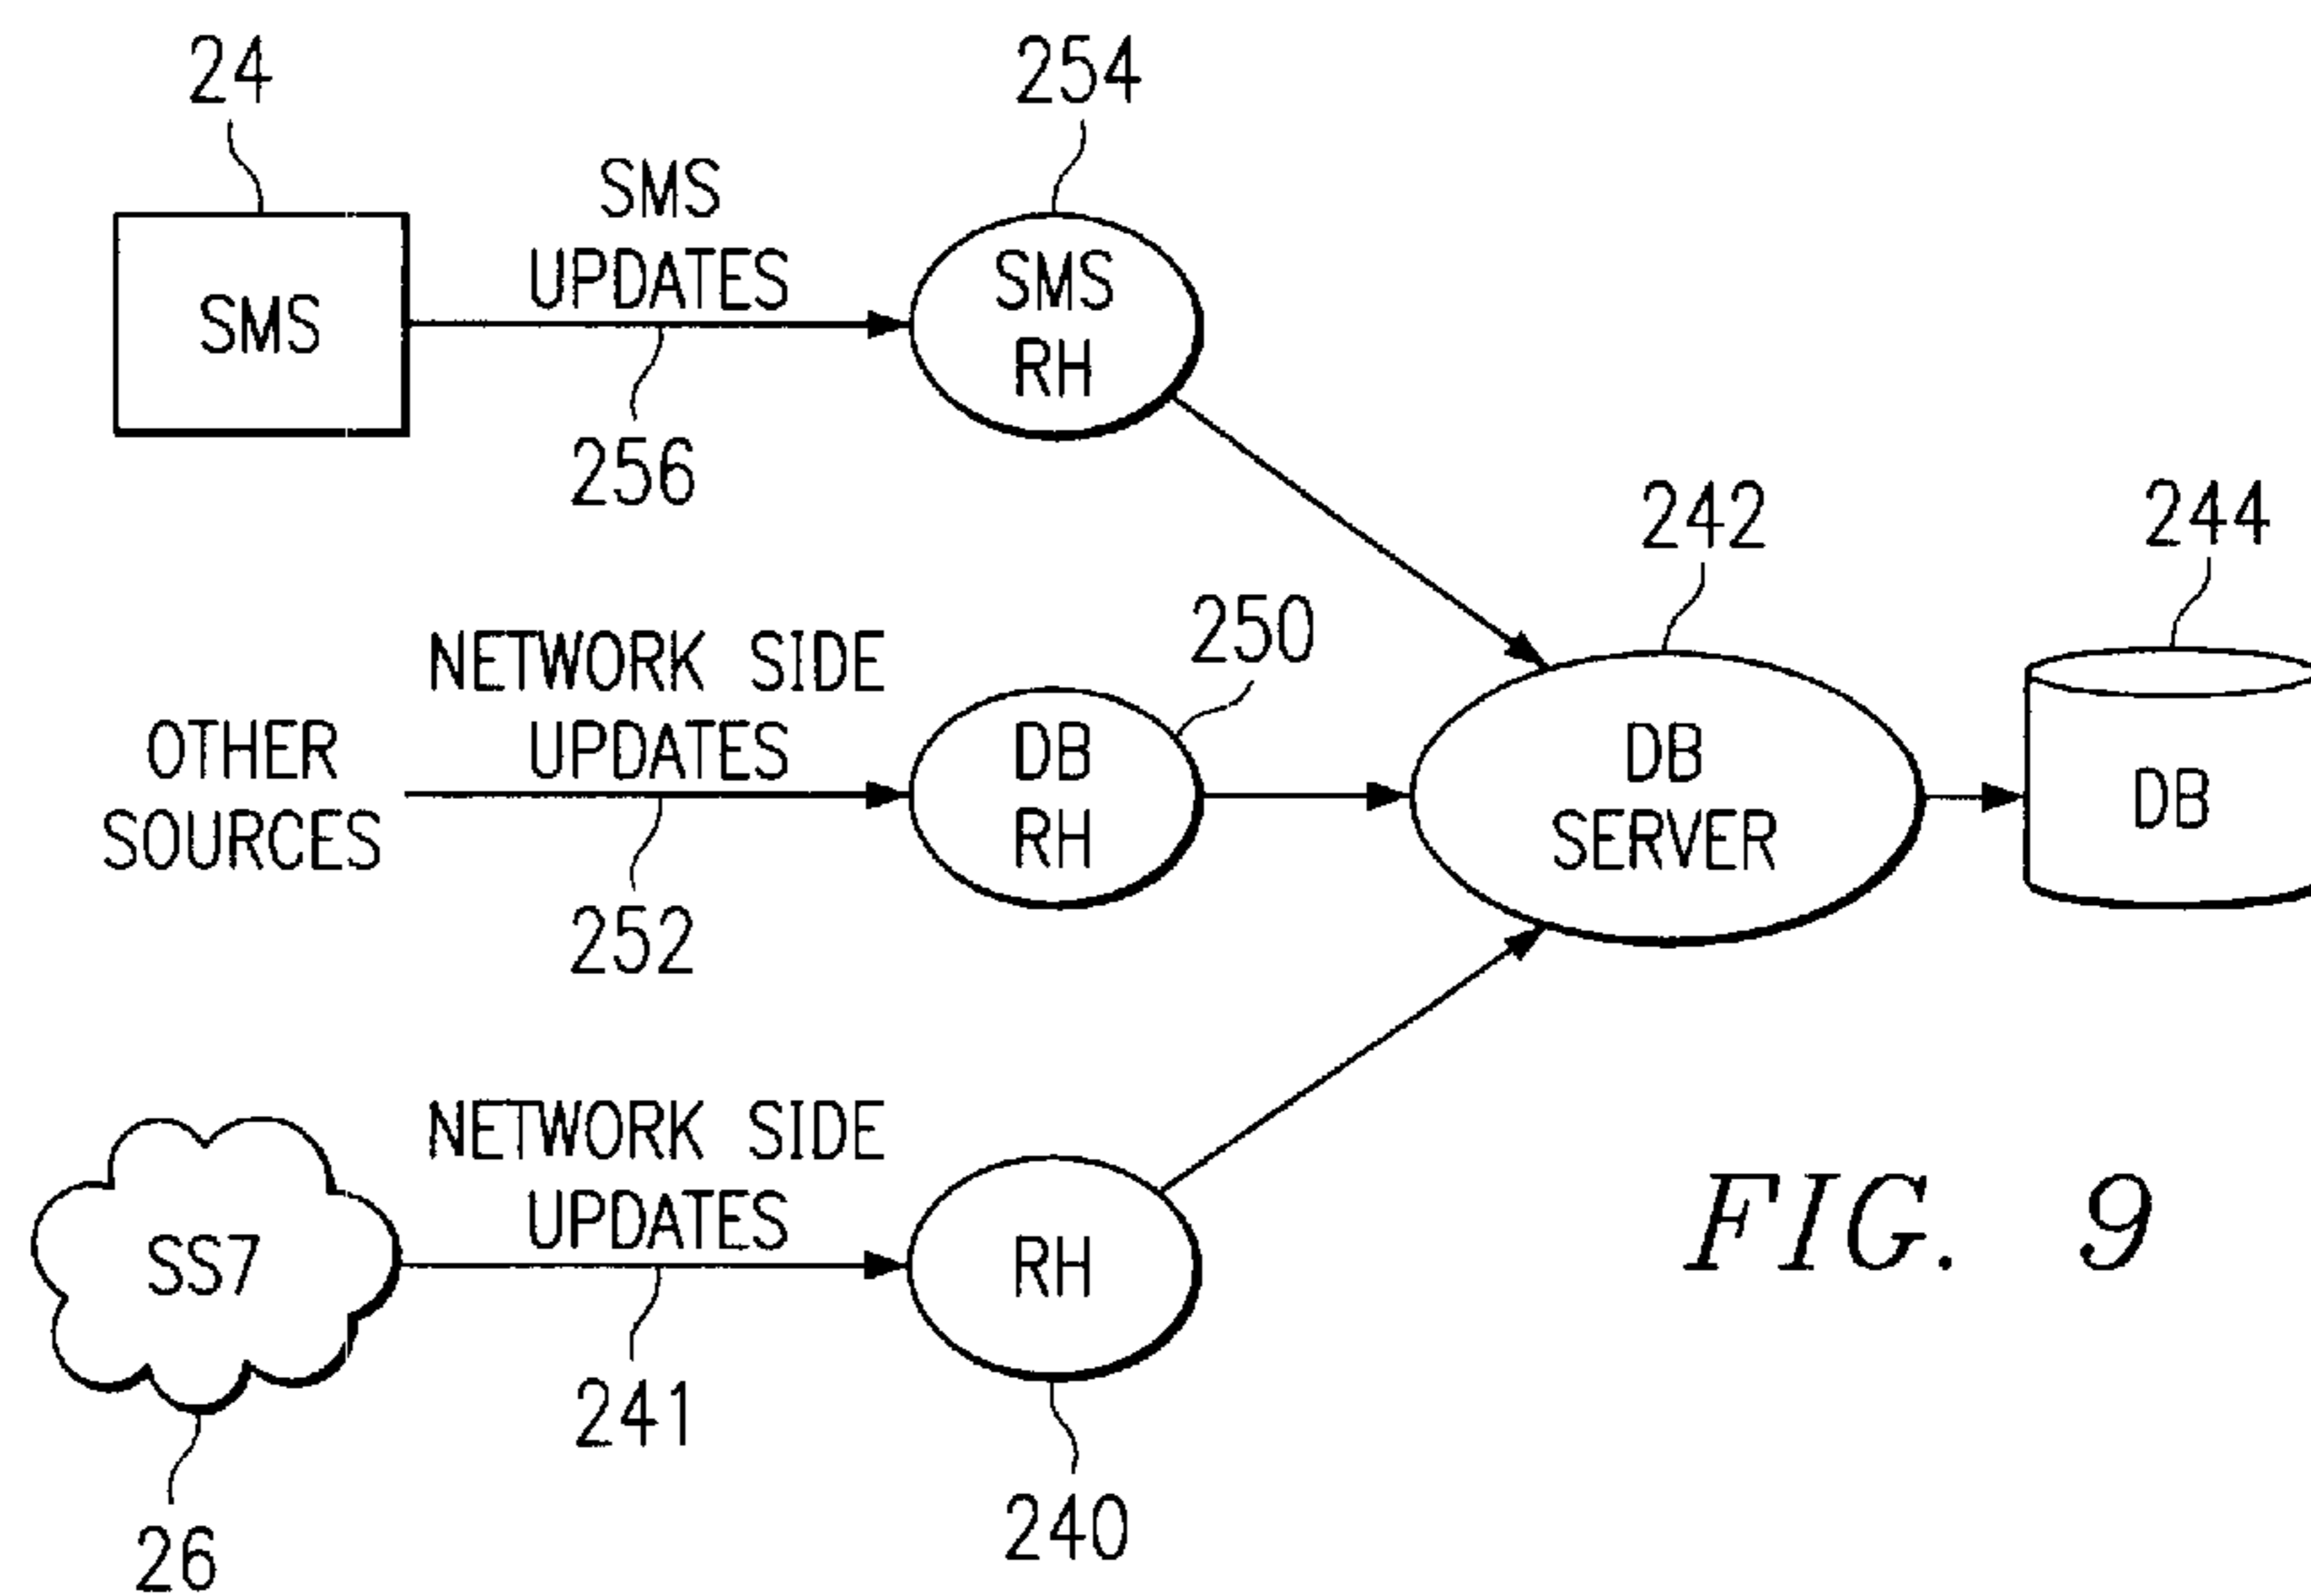 24
254
SMS
UPDATES
SMS
SMS
RH
256
242
244
250
NETWORK SIDE
UPDATES
OTHER
SOURCES
DB
RH
DB
SERVER
DB
252
NETWORK SIDE
UPDATES
SS7
RH
FIG. 9
241
240
26